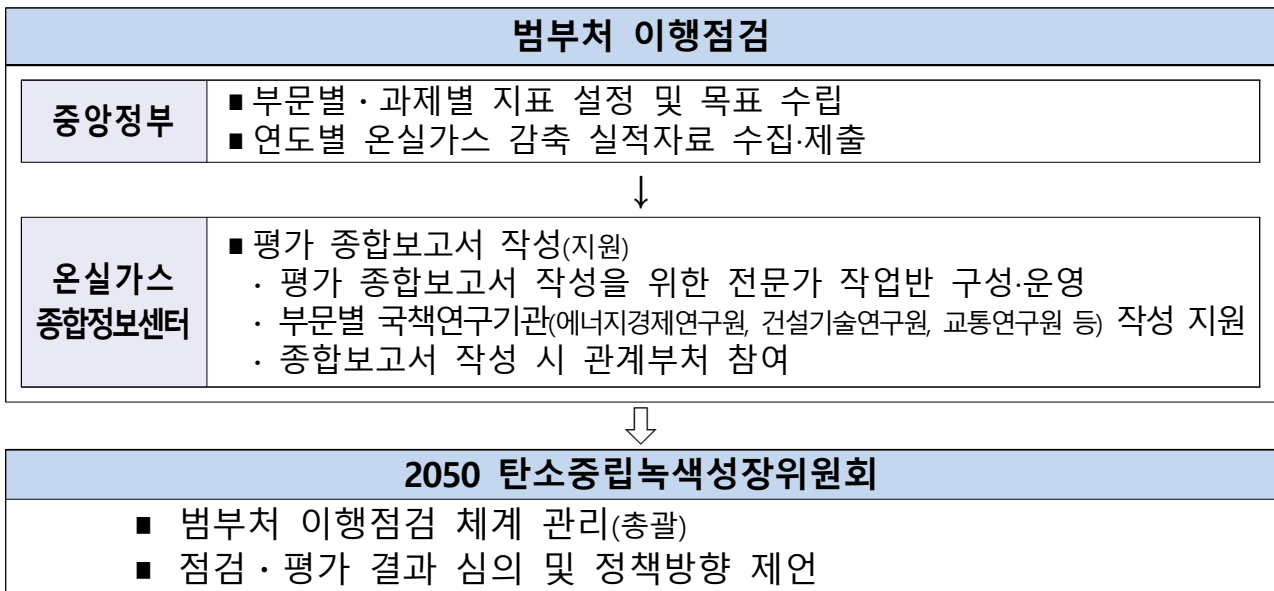 범부처 이행점검
중앙정부
■ 부문별・과제별 지표 설정 및 목표 수립
■ 연도별 온실가스 감축 실적자료 수집·제출
↓
온실가스
종합정보센터
■ 평가 종합보고서 작성(지원)
· 평가 종합보고서 작성을 위한 전문가 작업반 구성·운영
· 부문별 국책연구기관(에너지경제연구원, 건설기술연구원, 교통연구원 등) 작성 지원
· 종합보고서 작성 시 관계부처 참여
⇩
2050 탄소중립녹색성장위원회
■ 범부처 이행점검 체계 관리(총괄)
■ 점검・평가 결과 심의 및 정책방향 제언